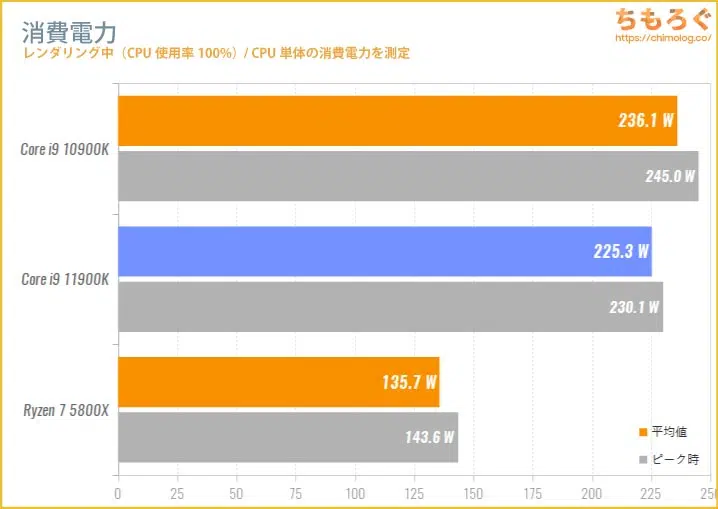 消費電力
レンダリング中（CPU 使用率 100%）/ CPU 単体の消費電力を測定
ちもろぐ
https://chimolog.co/
Core i9 10900K
236.1 W
245.0 W
Core i9 11900K
225.3 W
230.1 W
Ryzen 7 5800X
135.7 W
143.6 W
平均値
ピーク時
0 25 50 75 100 125 150 175 200 225 250